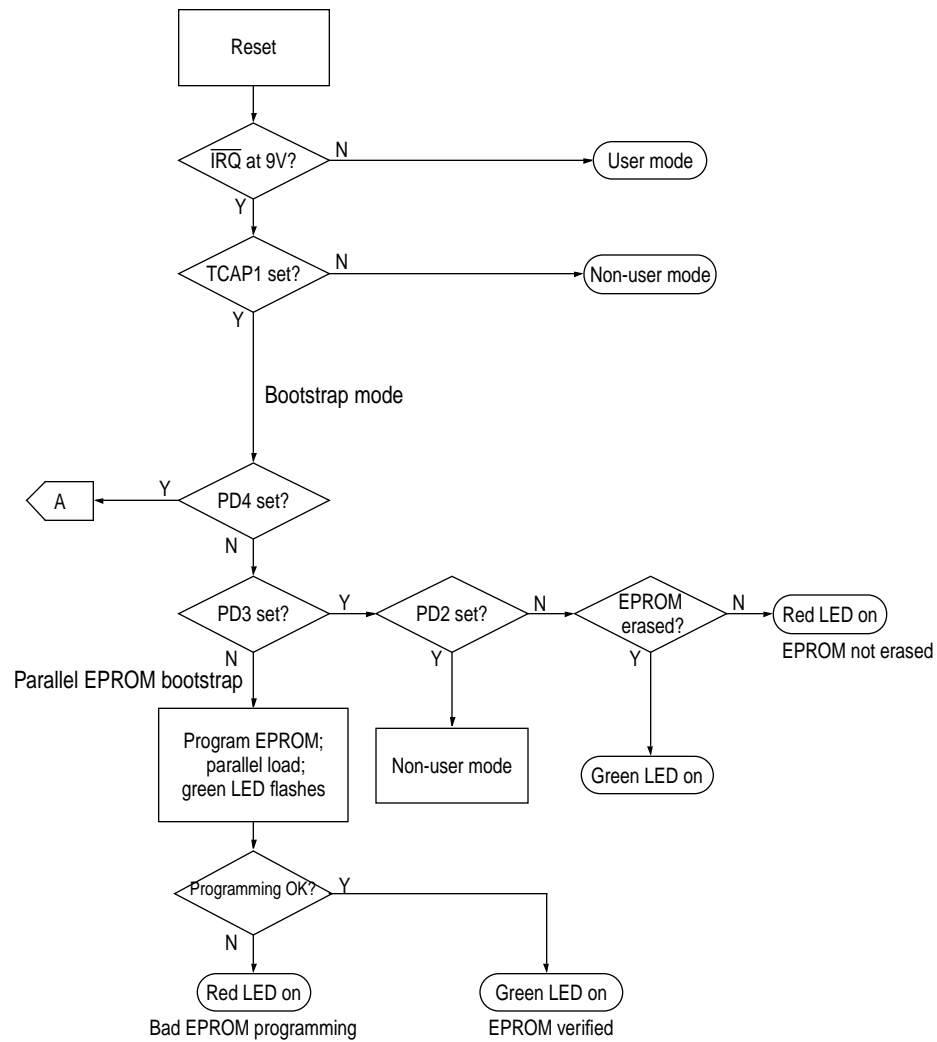 Reset
IRQ at 9V?
N
User mode
Y
TCAP1 set?
N
Non-user mode
Y
Bootstrap mode
A
Y
PD4 set?
N
PD3 set?
Y
PD2 set?
N
EPROM
erased?
N
Red LED on
EPROM not erased
N
Y
Y
Parallel EPROM bootstrap
Program EPROM;
parallel load;
green LED flashes
Non-user mode
Green LED on
Programming OK?
Y
N
Red LED on
Bad EPROM programming
Green LED on
EPROM verified